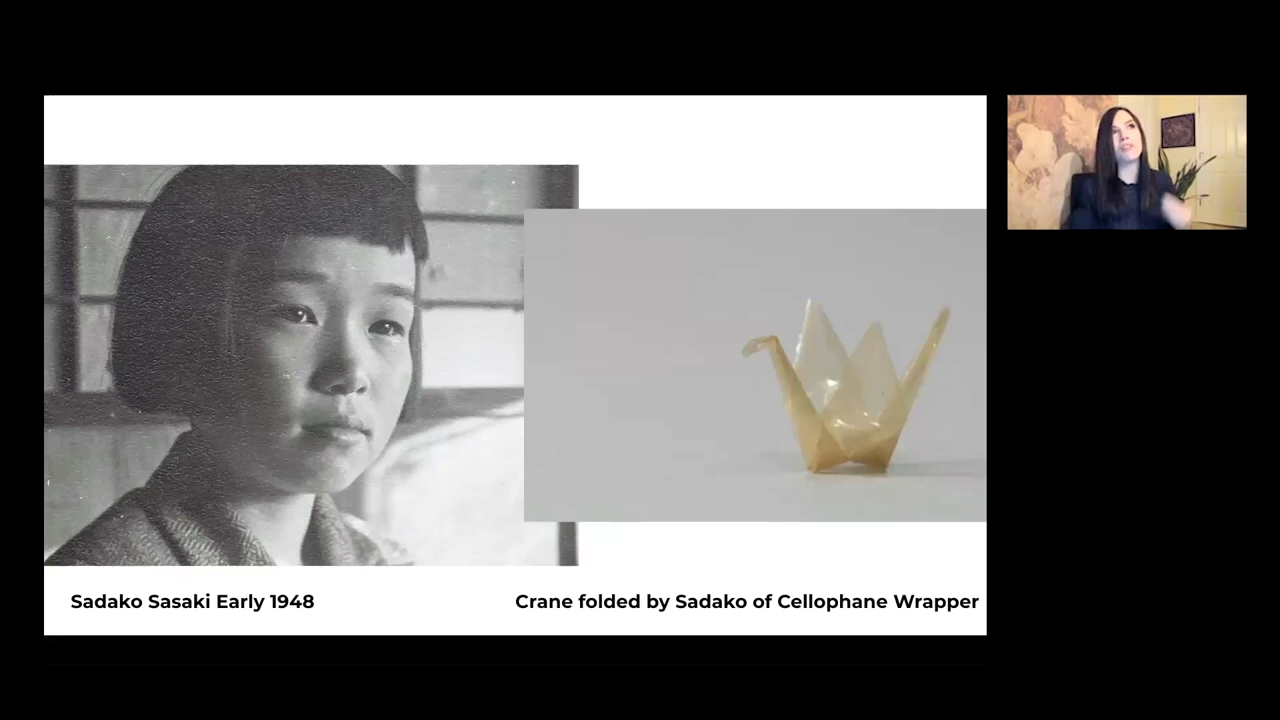 Sadako Sasaki Early 1948
Crane folded by Sadako of Cellophane Wrapper